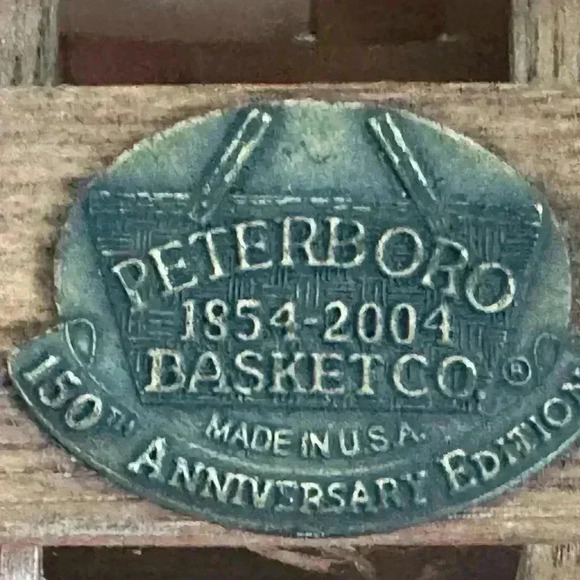 PETERBORO
1854-2004
BASKET CO. ®
MADE IN U.S.A.
150TH ANNIVERSARY EDITION